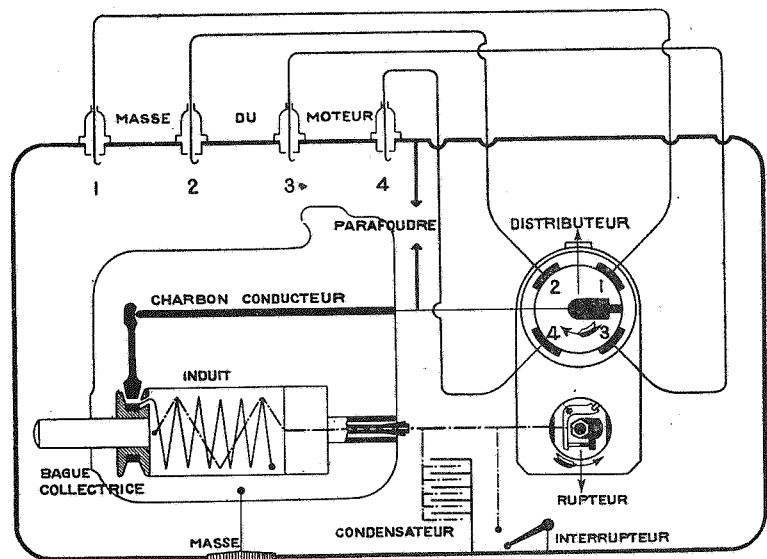 MASSE DU MOTEUR
1 2 3 4
PARAFOUDRE
DISTRIBUTEUR
2 1
4 3
CHARBON CONDUCTEUR
INDUIT
BAGUE
COLLECTRICE
RUPTEUR
MASSE
CONDENSATEUR
INTERRUPTEUR